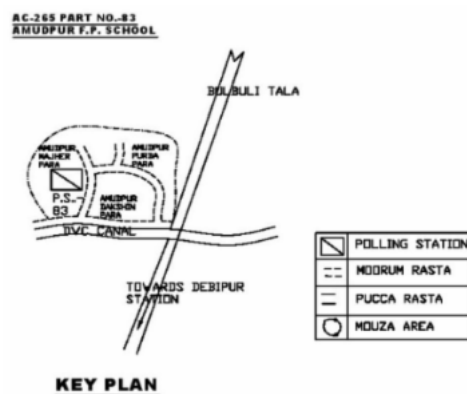 AC-265 PART NO.-83
AMUDPUR F.P. SCHOOL
BULBULI TALA
AMUDPUR
MAJHER
PARA
AMUDPUR
PURBA
PARA
P.S.-
83
AMUDPUR
DAKSHIN
PARA
DVC CANAL
TOWARDS DEBIPUR
STATION
POLLING STATION
MOORUM RASTA
PUCCA RASTA
MOUZA AREA
KEY PLAN